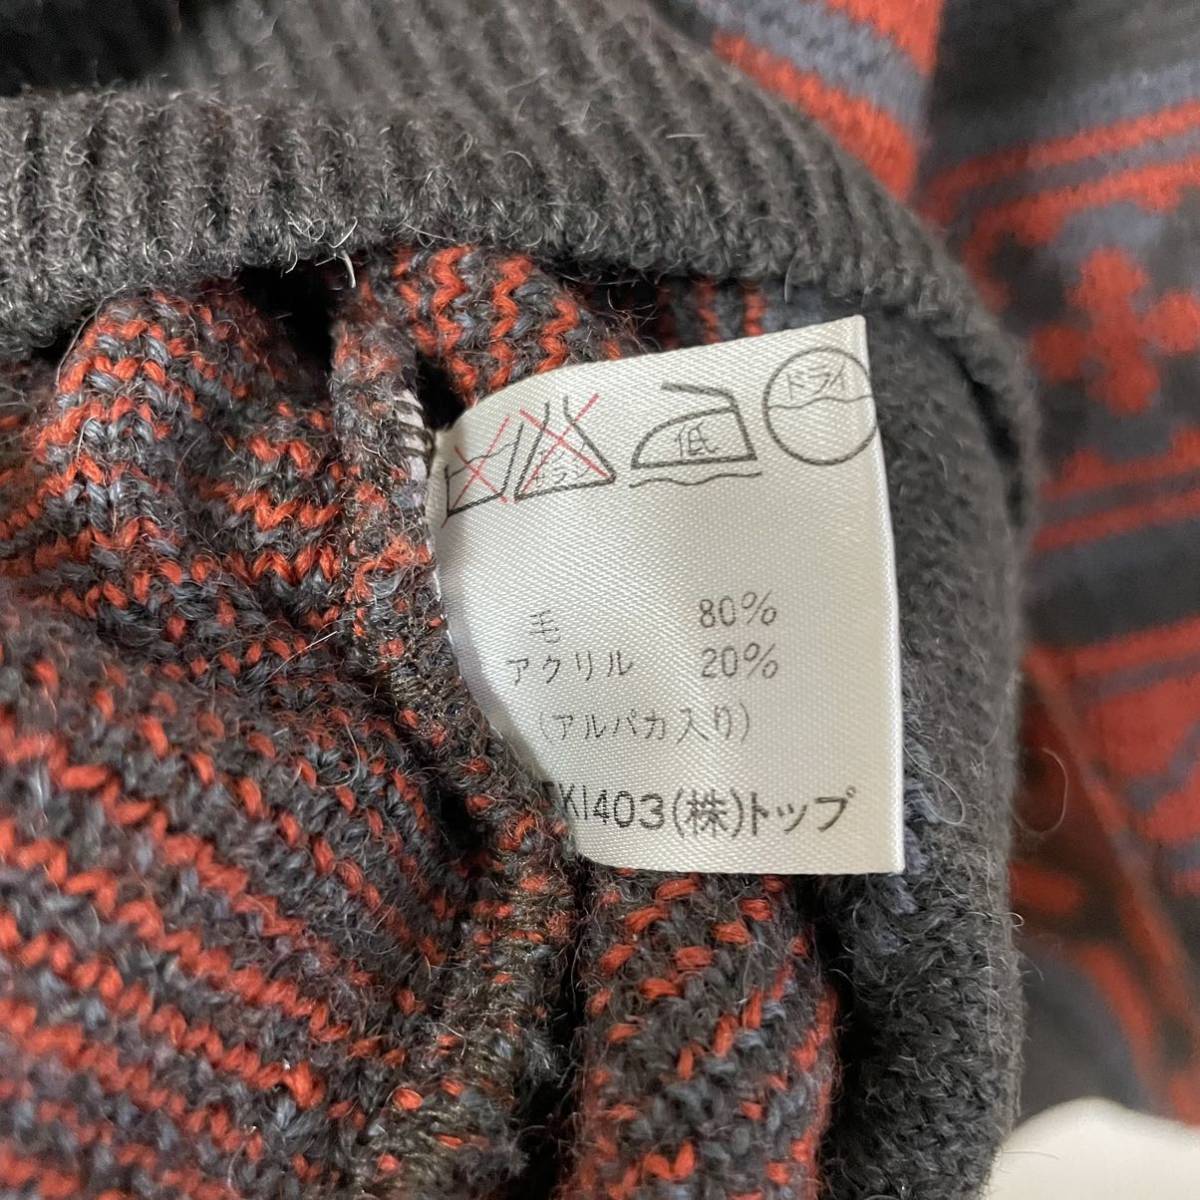 低
ドライ
毛 80%
アクリル 20%
(アルパカ入り)
TK1403(株)トップ